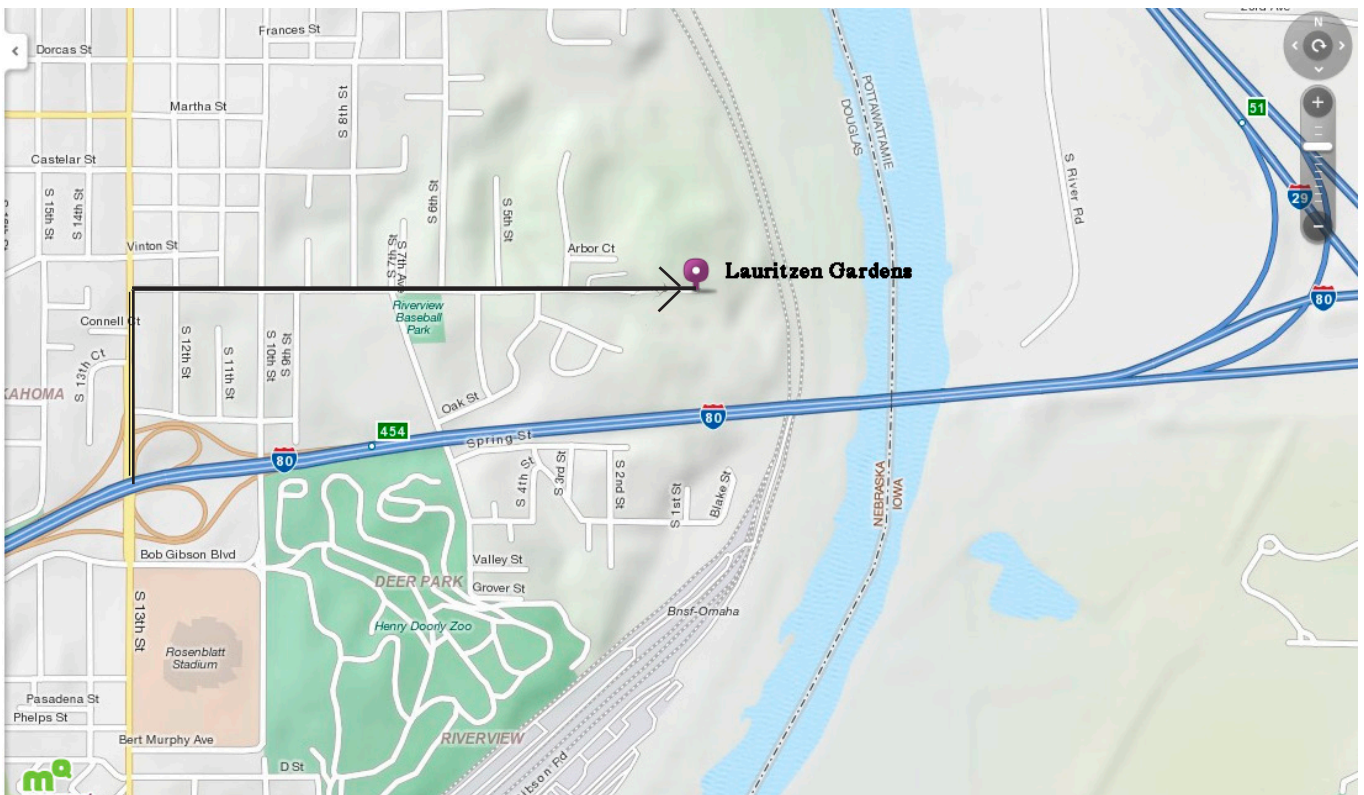 Frances St
Dorcas St
N
Martha St
S 8th St
POTTAWATTAMIE
DOUGLAS
51
Castelar St
S River Rd
S 15th St
S 14th St
S 6th St
S 5th St
29
Vinton St
S 7th St
S 7th Ave
Arbor Ct
Lauritzen Gardens
80
Riverview
Baseball
Park
Connell Ct
S 12th St
S 11th St
S 10th St
S 9th St
S 13th Ct
KAHOMA
Oak St
80
454
Spring St
80
S 4th St
S 3rd St
S 2nd St
S 1st St
Blake St
NEBRASKA
IOWA
Bob Gibson Blvd
Valley St
DEER PARK
Grover St
S 13th St
Henry Doorly Zoo
Bnsf-Omaha
Rosenblatt
Stadium
Pasadena St
Phelps St
Bert Murphy Ave
RIVERVIEW
D St
ibson Rd
mq